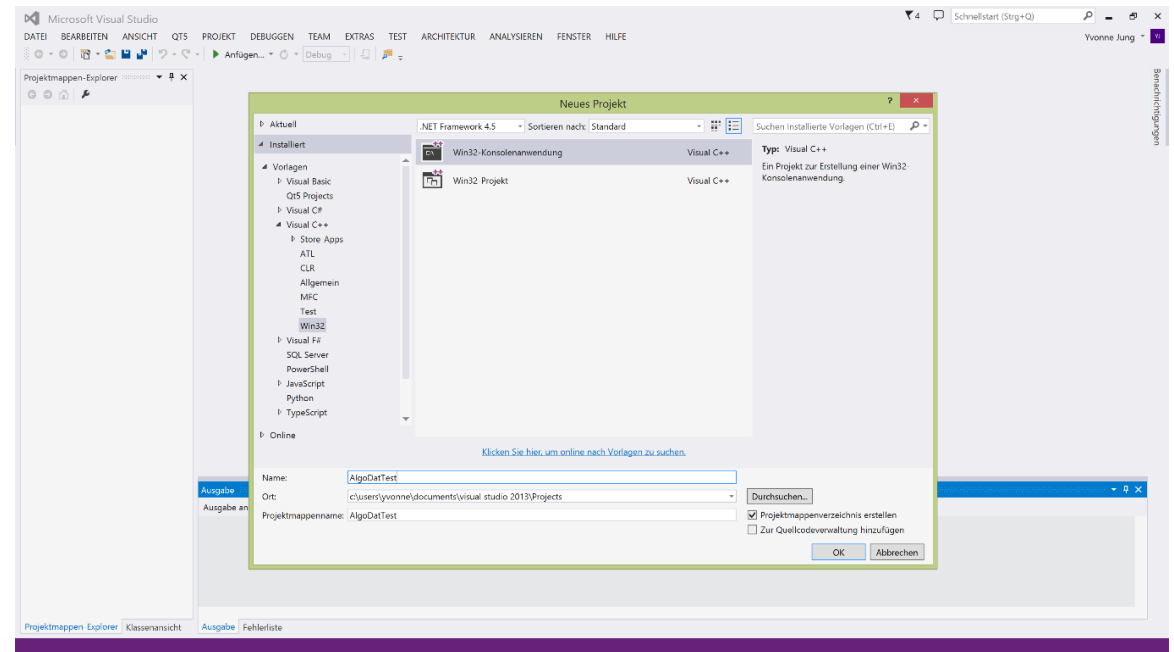 Microsoft Visual Studio
4
Schnellstart (Strg+Q)
DATEI BEARBEITEN ANSICHT QT5 PROJEKT DEBUGGEN TEAM EXTRAS TEST ARCHITEKTUR ANALYSIEREN FENSTER HILFE
Yvonne Jung
YJ
Anfügen... Debug
Projektmappen-Explorer
Benachrichtigungen
Neues Projekt
? ×
Aktuell
.NET Framework 4.5 Sortieren nach: Standard
Suchen Installierte Vorlagen (Ctrl+E)
Installiert
Vorlagen
Visual Basic
Qt5 Projects
Visual C#
Visual C++
Store Apps
ATL
CLR
Allgemein
MFC
Test
Win32
Visual F#
SQL Server
PowerShell
JavaScript
Python
TypeScript
Online
Win32-Konsolenanwendung Visual C++
Win32-Projekt Visual C++
Typ: Visual C++
Ein Projekt zur Erstellung einer Win32-
Konsolenanwendung.
Klicken Sie hier, um online nach Vorlagen zu suchen.
Name: AlgoDatTest
Ort: c:\users\yvonne\documents\visual studio 2013\Projects
Durchsuchen...
Projektmappenname: AlgoDatTest
Projektmappenverzeichnis erstellen
Zur Quellcodeverwaltung hinzufügen
OK Abbrechen
Ausgabe
Ausgabe an
Projektmappen-Explorer Klassenansicht
Ausgabe Fehlerliste